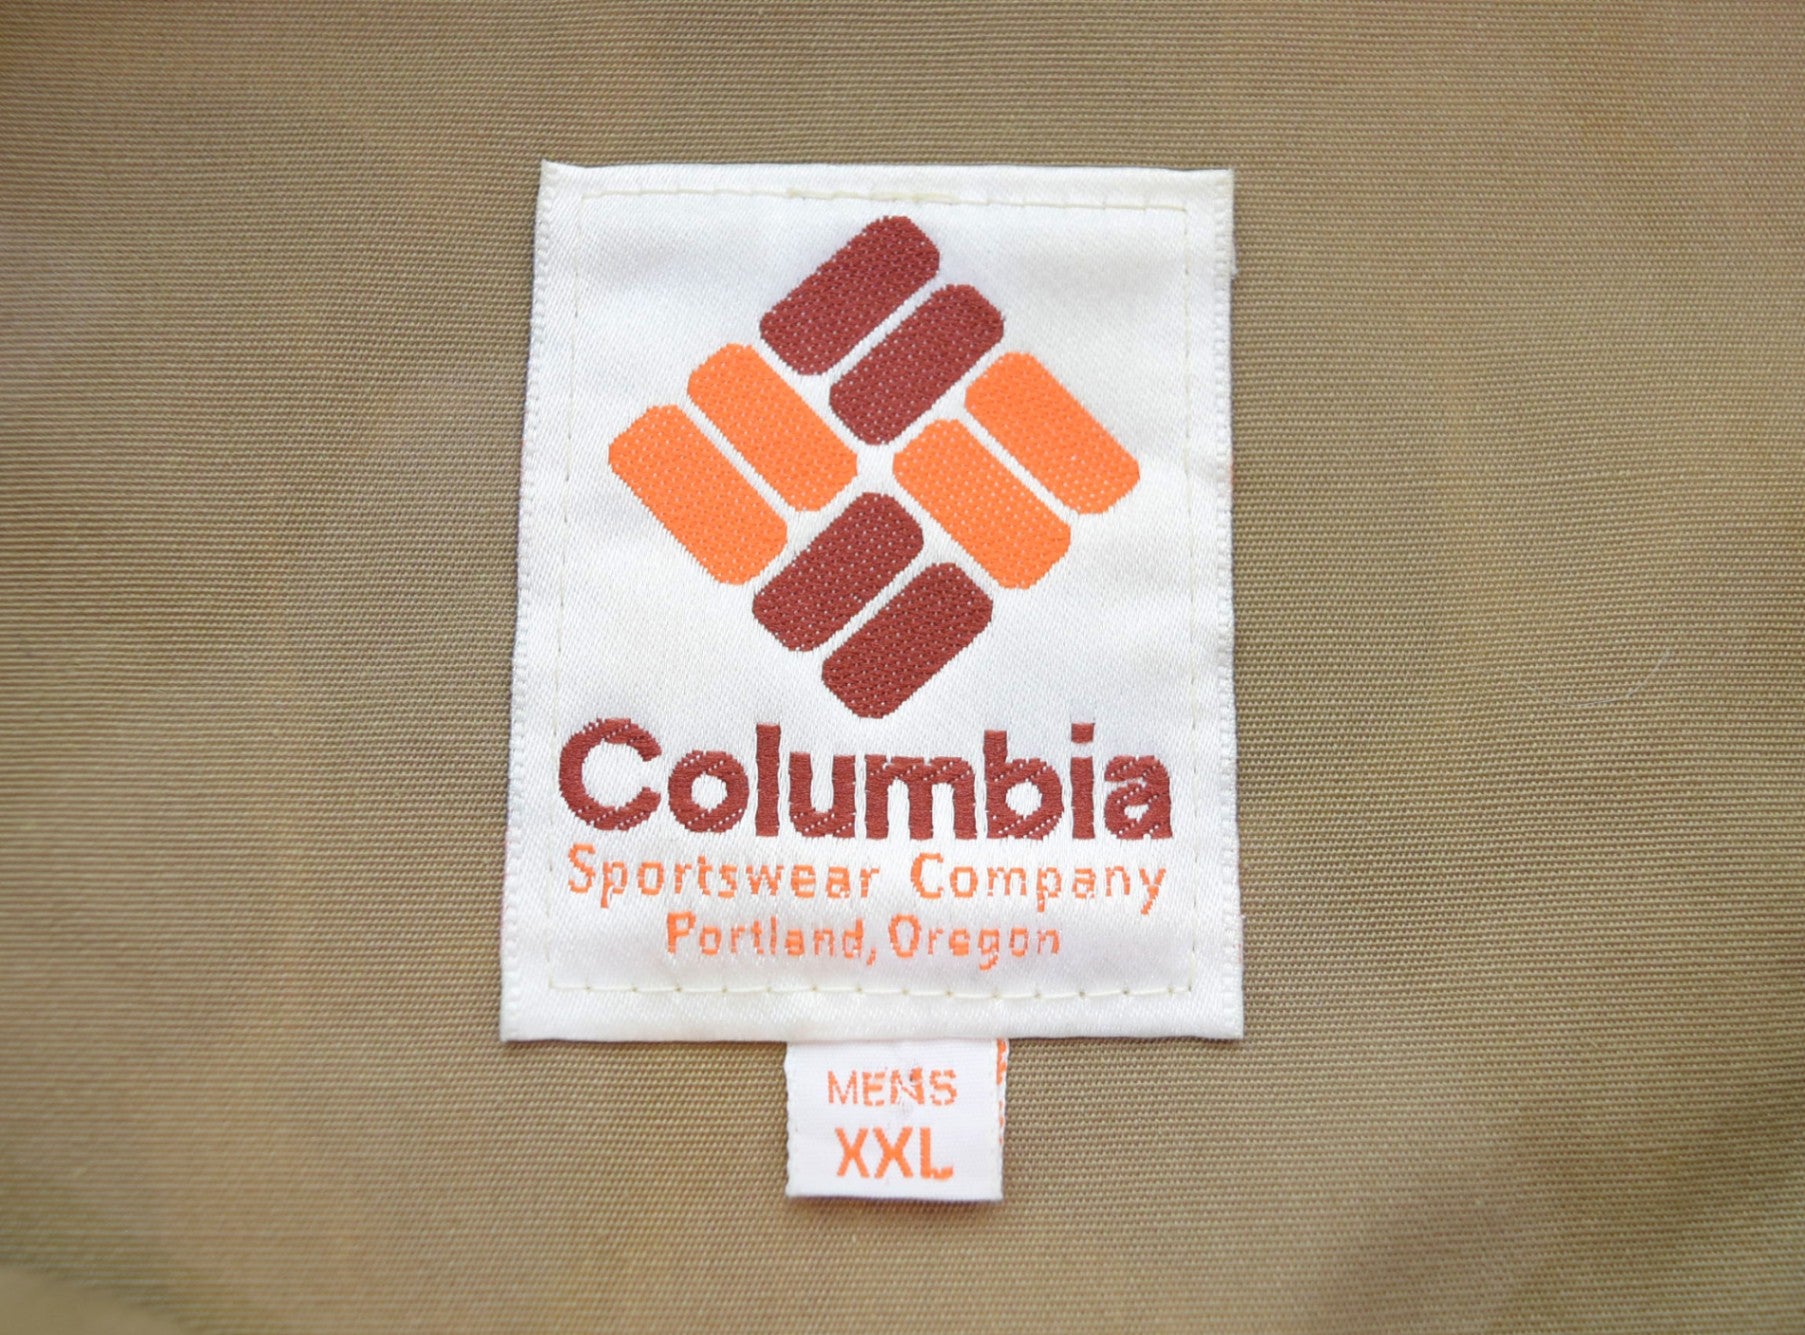 Columbia
Sportswear Company
Portland, Oregon
MENS
XXL